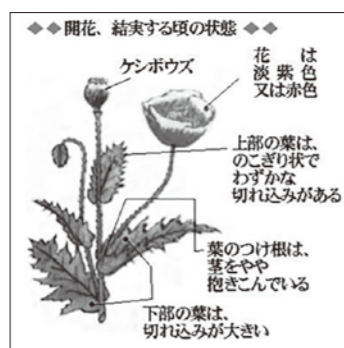 ◆◆開花、結実する頃の状態◆◆
ケシボウズ
花は
淡紫色
又は赤色
上部の葉は、
のこぎり状で
わずかな
切れ込みがある
葉のつけ根は、
茎をやや
抱きこんでいる
下部の葉は、
切れ込みが大きい